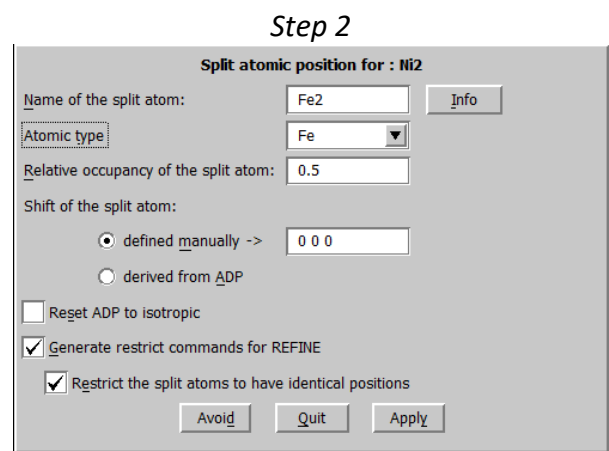 Step 2
Split atomic position for : Ni2
Name of the split atom: Fe2 Info
Atomic type Fe
Relative occupancy of the split atom: 0.5
Shift of the split atom:
defined manually -> 0 0 0
derived from ADP
Reset ADP to isotropic
Generate restrict commands for REFINE
Restrict the split atoms to have identical positions
Avoid Quit Apply